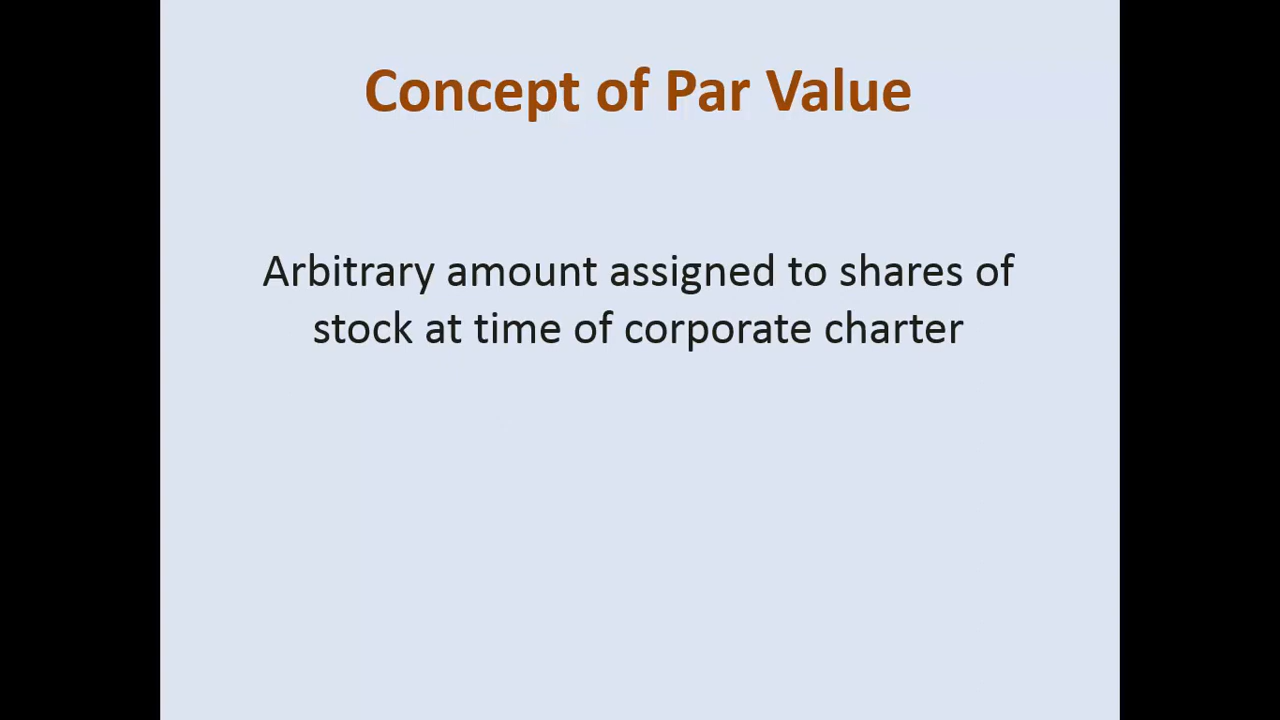 Concept of Par Value
Arbitrary amount assigned to shares of
stock at time of corporate charter